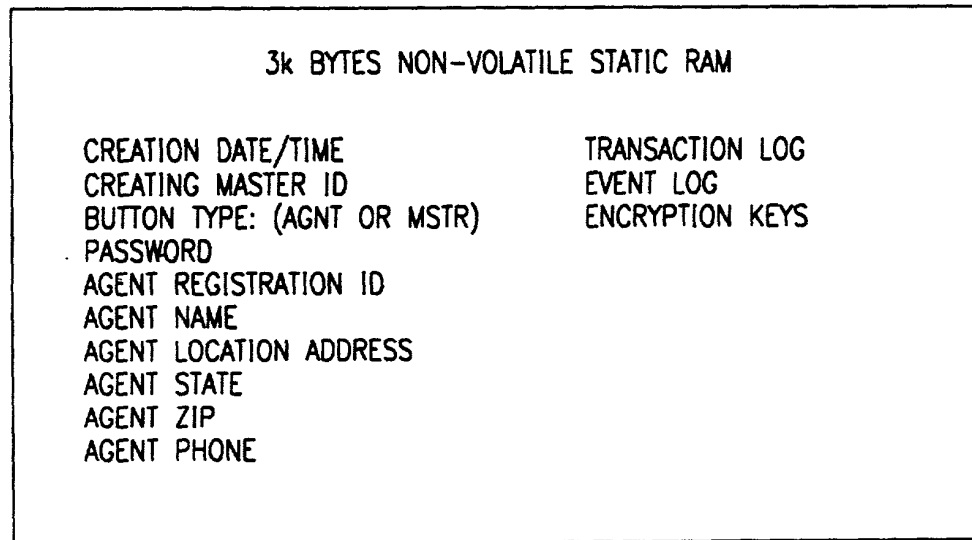 3k BYTES NON-VOLATILE STATIC RAM
CREATION DATE/TIME
CREATING MASTER ID
BUTTON TYPE: (AGNT OR MSTR)
PASSWORD
AGENT REGISTRATION ID
AGENT NAME
AGENT LOCATION ADDRESS
AGENT STATE
AGENT ZIP
AGENT PHONE
TRANSACTION LOG
EVENT LOG
ENCRYPTION KEYS